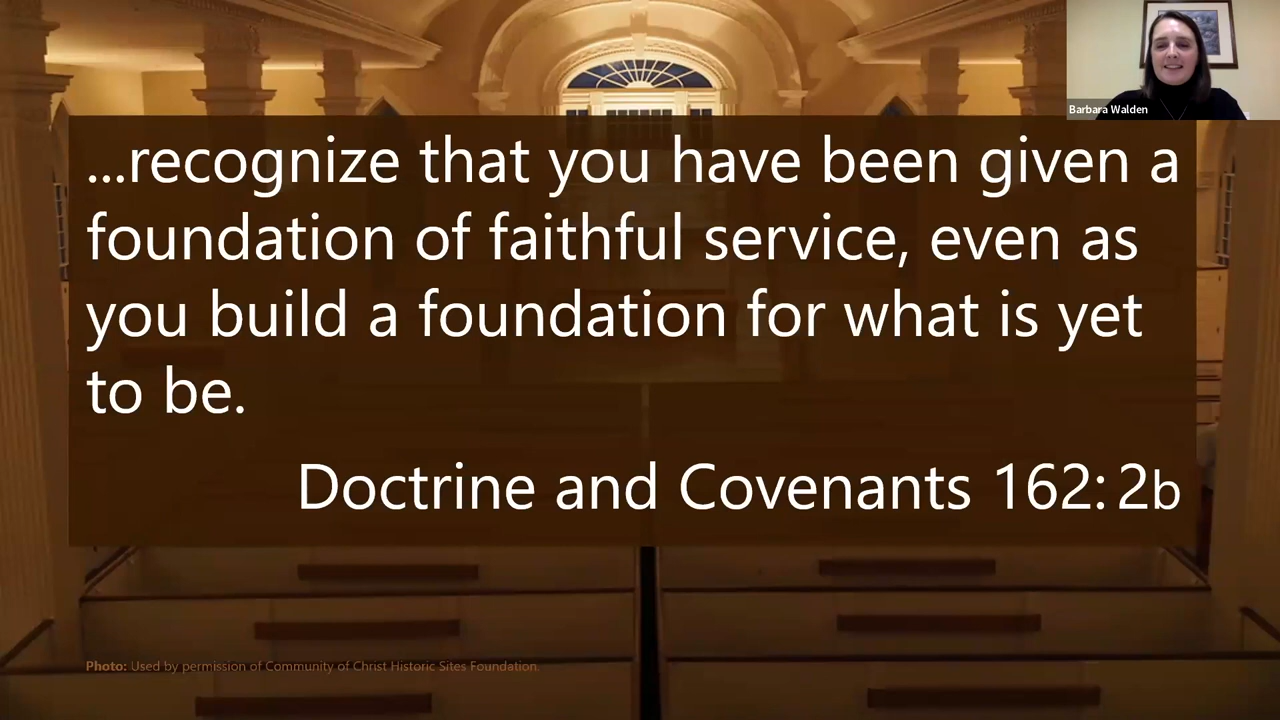 Barbara Walden
...recognize that you have been given a
foundation of faithful service, even as
you build a foundation for what is yet
to be.
Doctrine and Covenants 162:2b
Photo: Used by permission of Community of Christ Historic Sites Foundation.